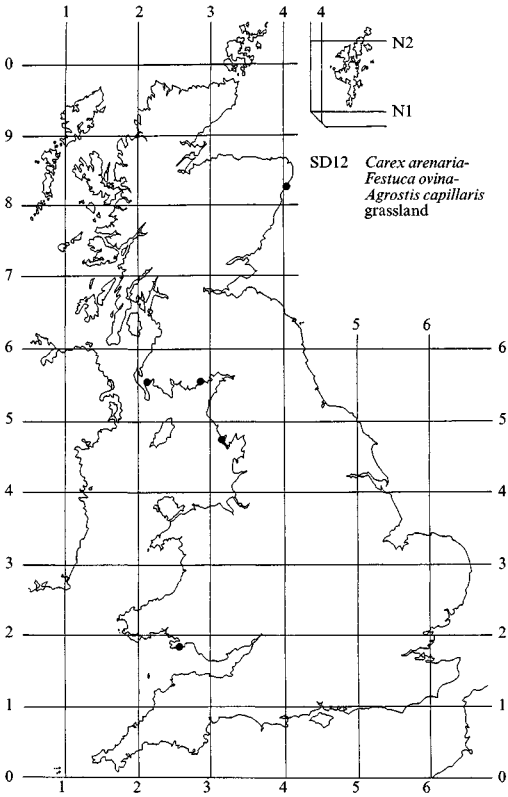 1 2 3 4 4
N2
0
N1
9
SD12 Carex arenaria-
Festuca ovina-
Agrostis capillaris
grassland
8
7
5 6
6 6
5 5
4 4
3 3
2 2
1 1
0 0
1 2 3 4 5 6